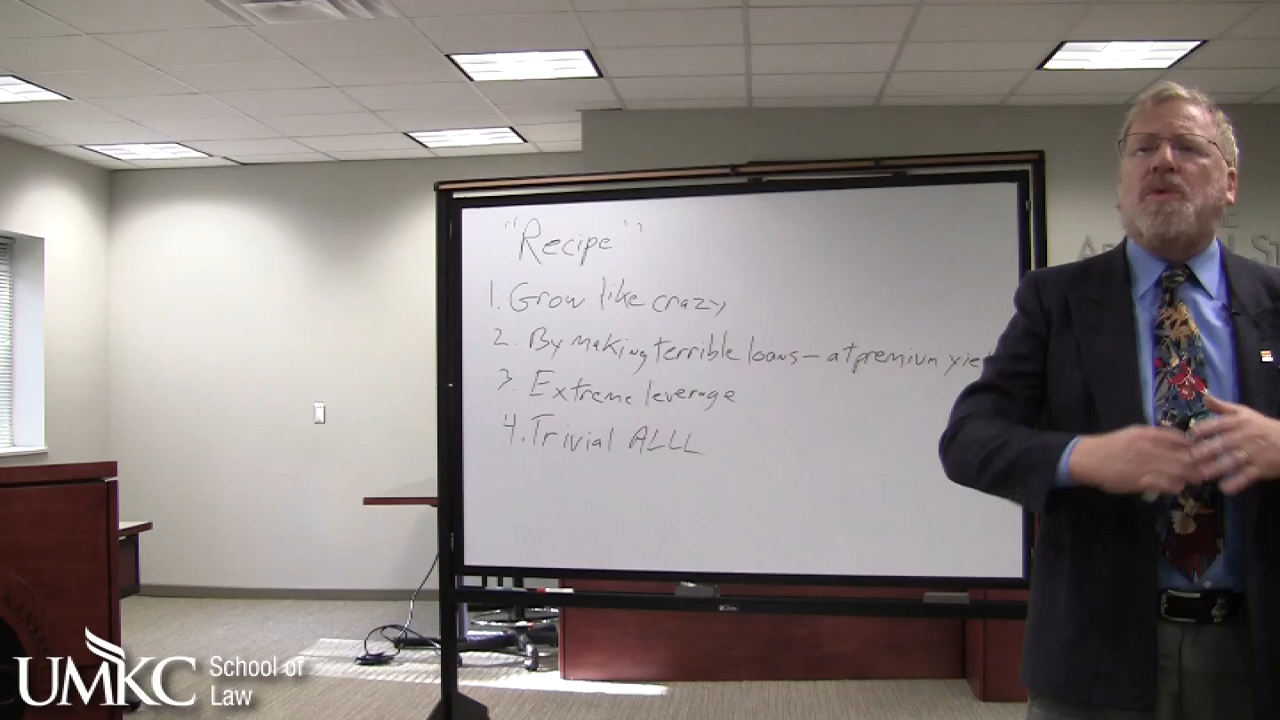 "Recipe"
1. Grow like crazy
2. By making terrible loans – at premium
3. Extreme leverage
4. Trivial ALLL
UMKC School of
Law